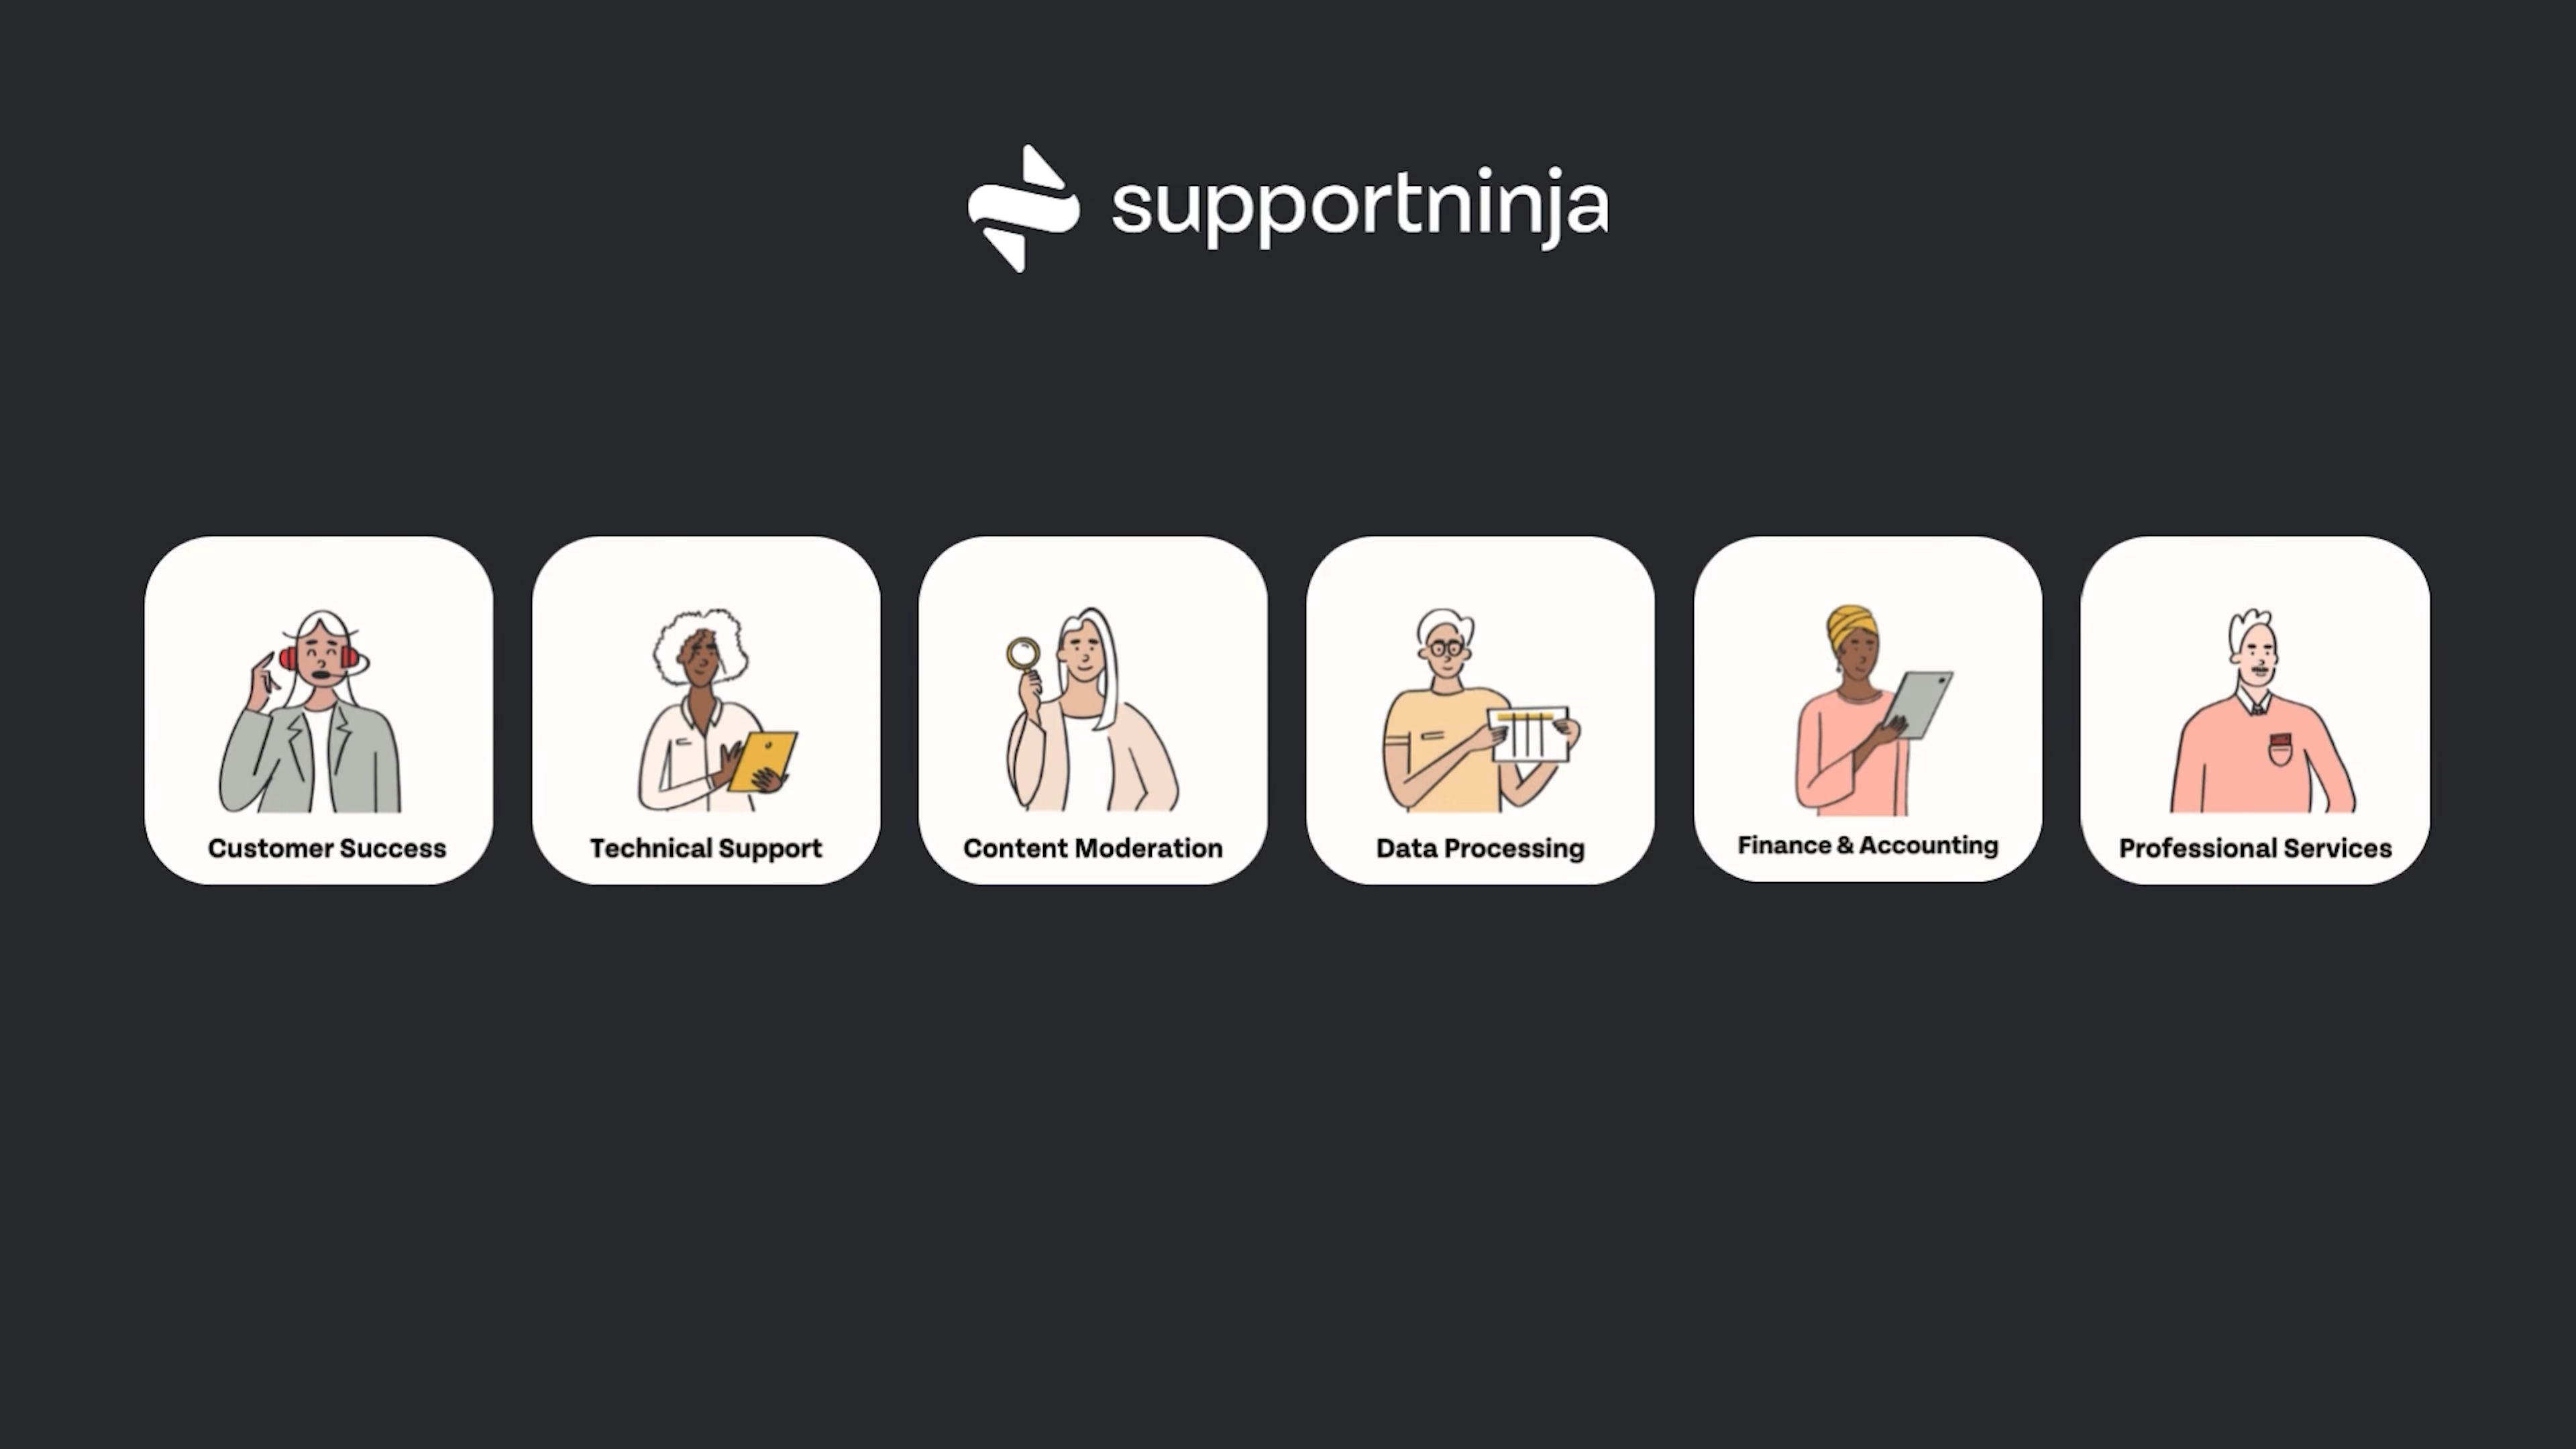 supportninja
Customer Success
Technical Support
Content Moderation
Data Processing
Finance & Accounting
Professional Services